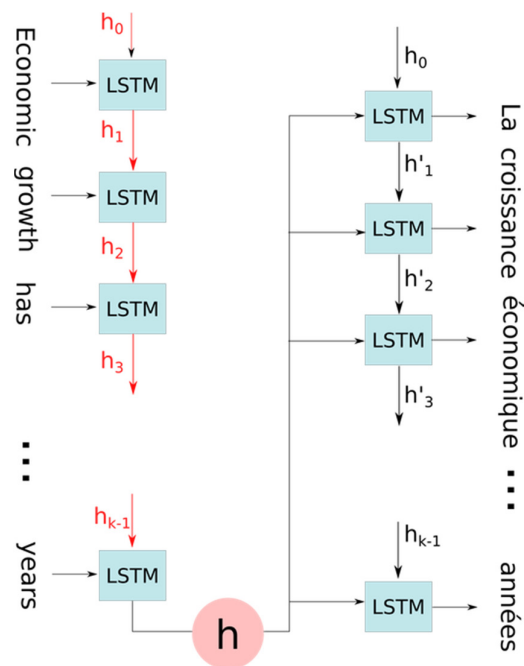 Economic growth has ... years
h0
LSTM
h1
LSTM
h2
LSTM
h3
hk-1
LSTM
h
h0
LSTM
h'1
LSTM
h'2
LSTM
h'3
hk-1
LSTM
La croissance économique ... années